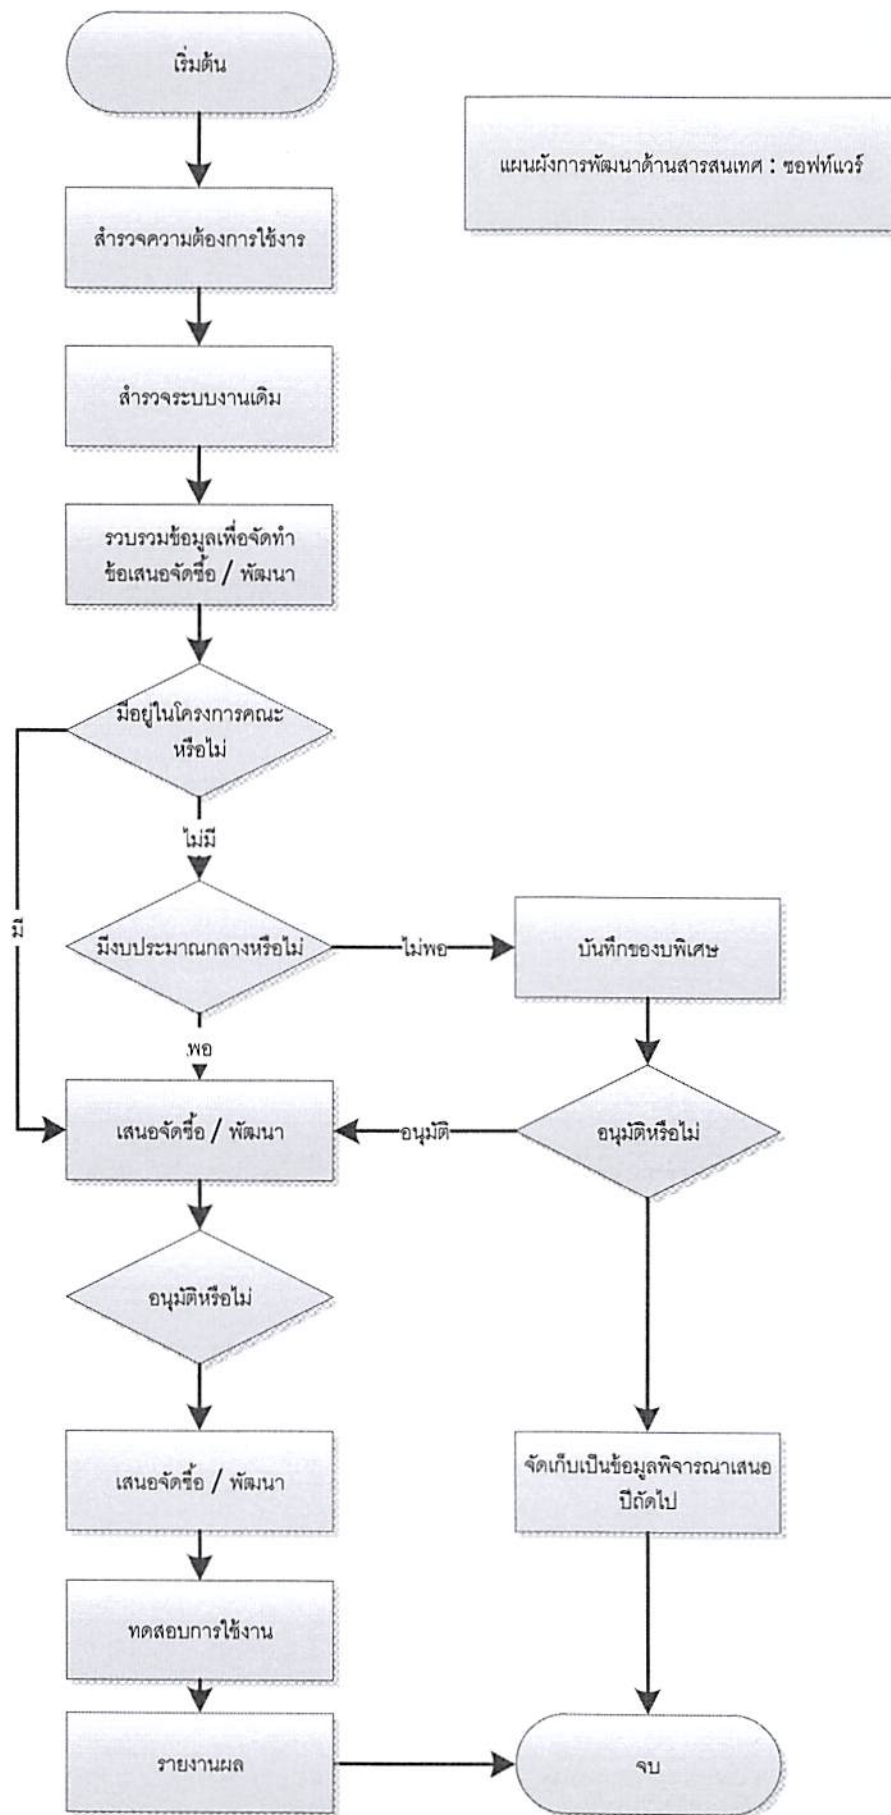 เริ่มต้น
แผนผังการพัฒนาด้านสารสนเทศ : ซอฟท์แวร์
สำรวจความต้องการใช้งาร
สำรวจระบบงานเดิม
รวบรวมข้อมูลเพื่อจัดทำ
ข้อเสนอจัดซื้อ / พัฒนา
มีอยู่ในโครงการคณะ
หรือไม่
ไม่มี
มี
มีงบประมาณกลางหรือไม่
ไม่พอ
บันทึกของบพิเศษ
พอ
เสนอจัดซื้อ / พัฒนา
อนุมัติ
อนุมัติหรือไม่
อนุมัติหรือไม่
เสนอจัดซื้อ / พัฒนา
จัดเก็บเป็นข้อมูลพิจารณาเสนอ
ปีถัดไป
ทดสอบการใช้งาน
รายงานผล
จบ